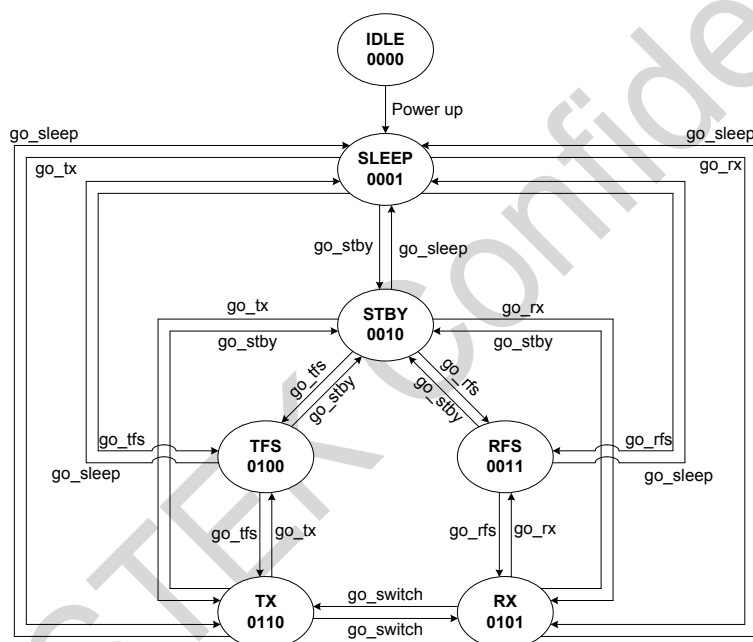 IDLE
0000
Power up
go_sleep
go_sleep
SLEEP
0001
go_tx
go_rx
go_stby
go_sleep
go_tx
STBY
0010
go_rx
go_stby
go_stby
go_tfs
go_stby
go_rfs
go_stby
go_tfs
TFS
0100
RFS
0011
go_rfs
go_sleep
go_sleep
go_tfs
go_tx
go_rfs
go_rx
TX
0110
go_switch
go_switch
RX
0101
STEK Confide